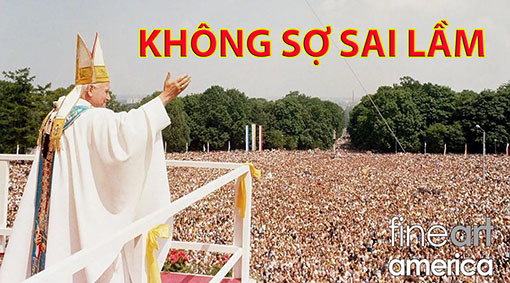 KHÔNG SỢ SAI LẦM
fineart
america